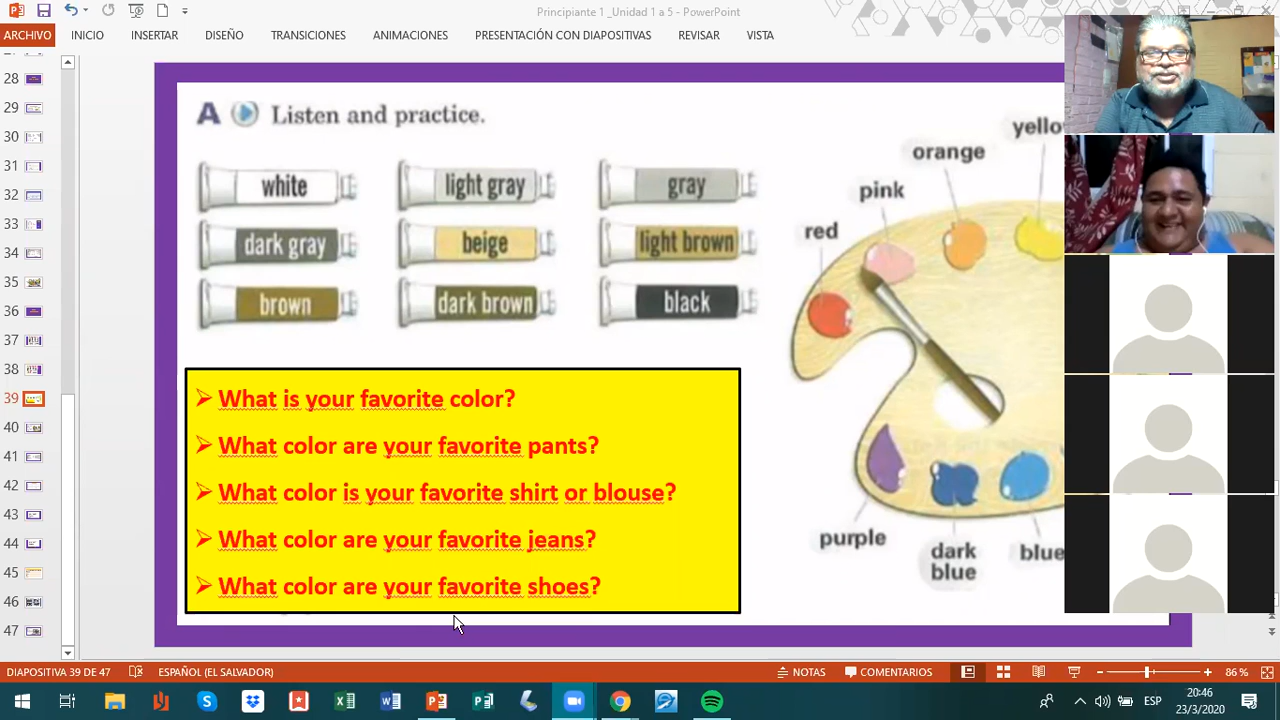 Principiante 1 _Unidad 1 a 5 - PowerPoint
ARCHIVO INICIO INSERTAR DISEÑO TRANSICIONES ANIMACIONES PRESENTACIÓN CON DIAPOSITIVAS REVISAR VISTA
28
29
30
31
32
33
34
35
36
37
38
39
40
41
42
43
44
45
46
47
A Listen and practice.
white light gray gray
dark gray beige light brown
brown dark brown black
orange
pink
red
purple
dark
blue
blue
What is your favorite color?
What color are your favorite pants?
What color is your favorite shirt or blouse?
What color are your favorite jeans?
What color are your favorite shoes?
DIAPOSITIVA 39 DE 47 ESPAÑOL (EL SALVADOR) NOTAS COMENTARIOS 86 %
ESP 20:46
23/3/2020